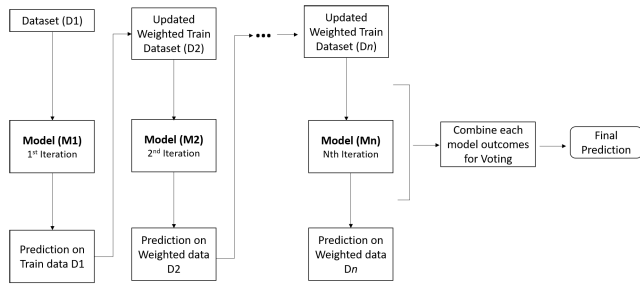 Dataset (D1)
Updated
Weighted Train
Dataset (D2)
•••
Updated
Weighted Train
Dataset (Dn)
Model (M1)
1st Iteration
Model (M2)
2nd Iteration
Model (Mn)
Nth Iteration
Combine each
model outcomes
for Voting
Final
Prediction
Prediction on
Train data D1
Prediction on
Weighted data
D2
Prediction on
Weighted data
Dn